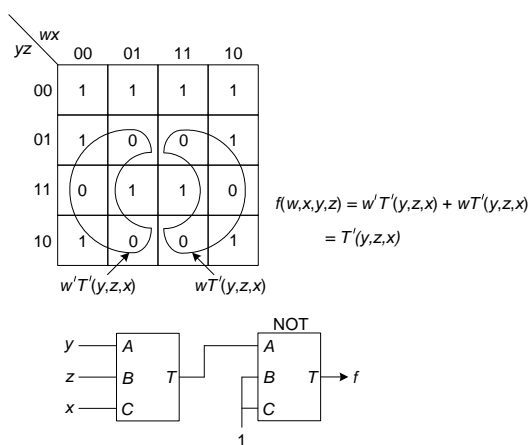 wx
yz
00 01 11 10
00 1 1 1 1
01 1 0 0 1
11 0 1 1 0
10 1 0 0 1
w'T'(y,z,x) wT'(y,z,x)
f(w,x,y,z) = w'T'(y,z,x) + wT'(y,z,x)
= T'(y,z,x)
NOT
y A A
z B T B T f
x C C
1